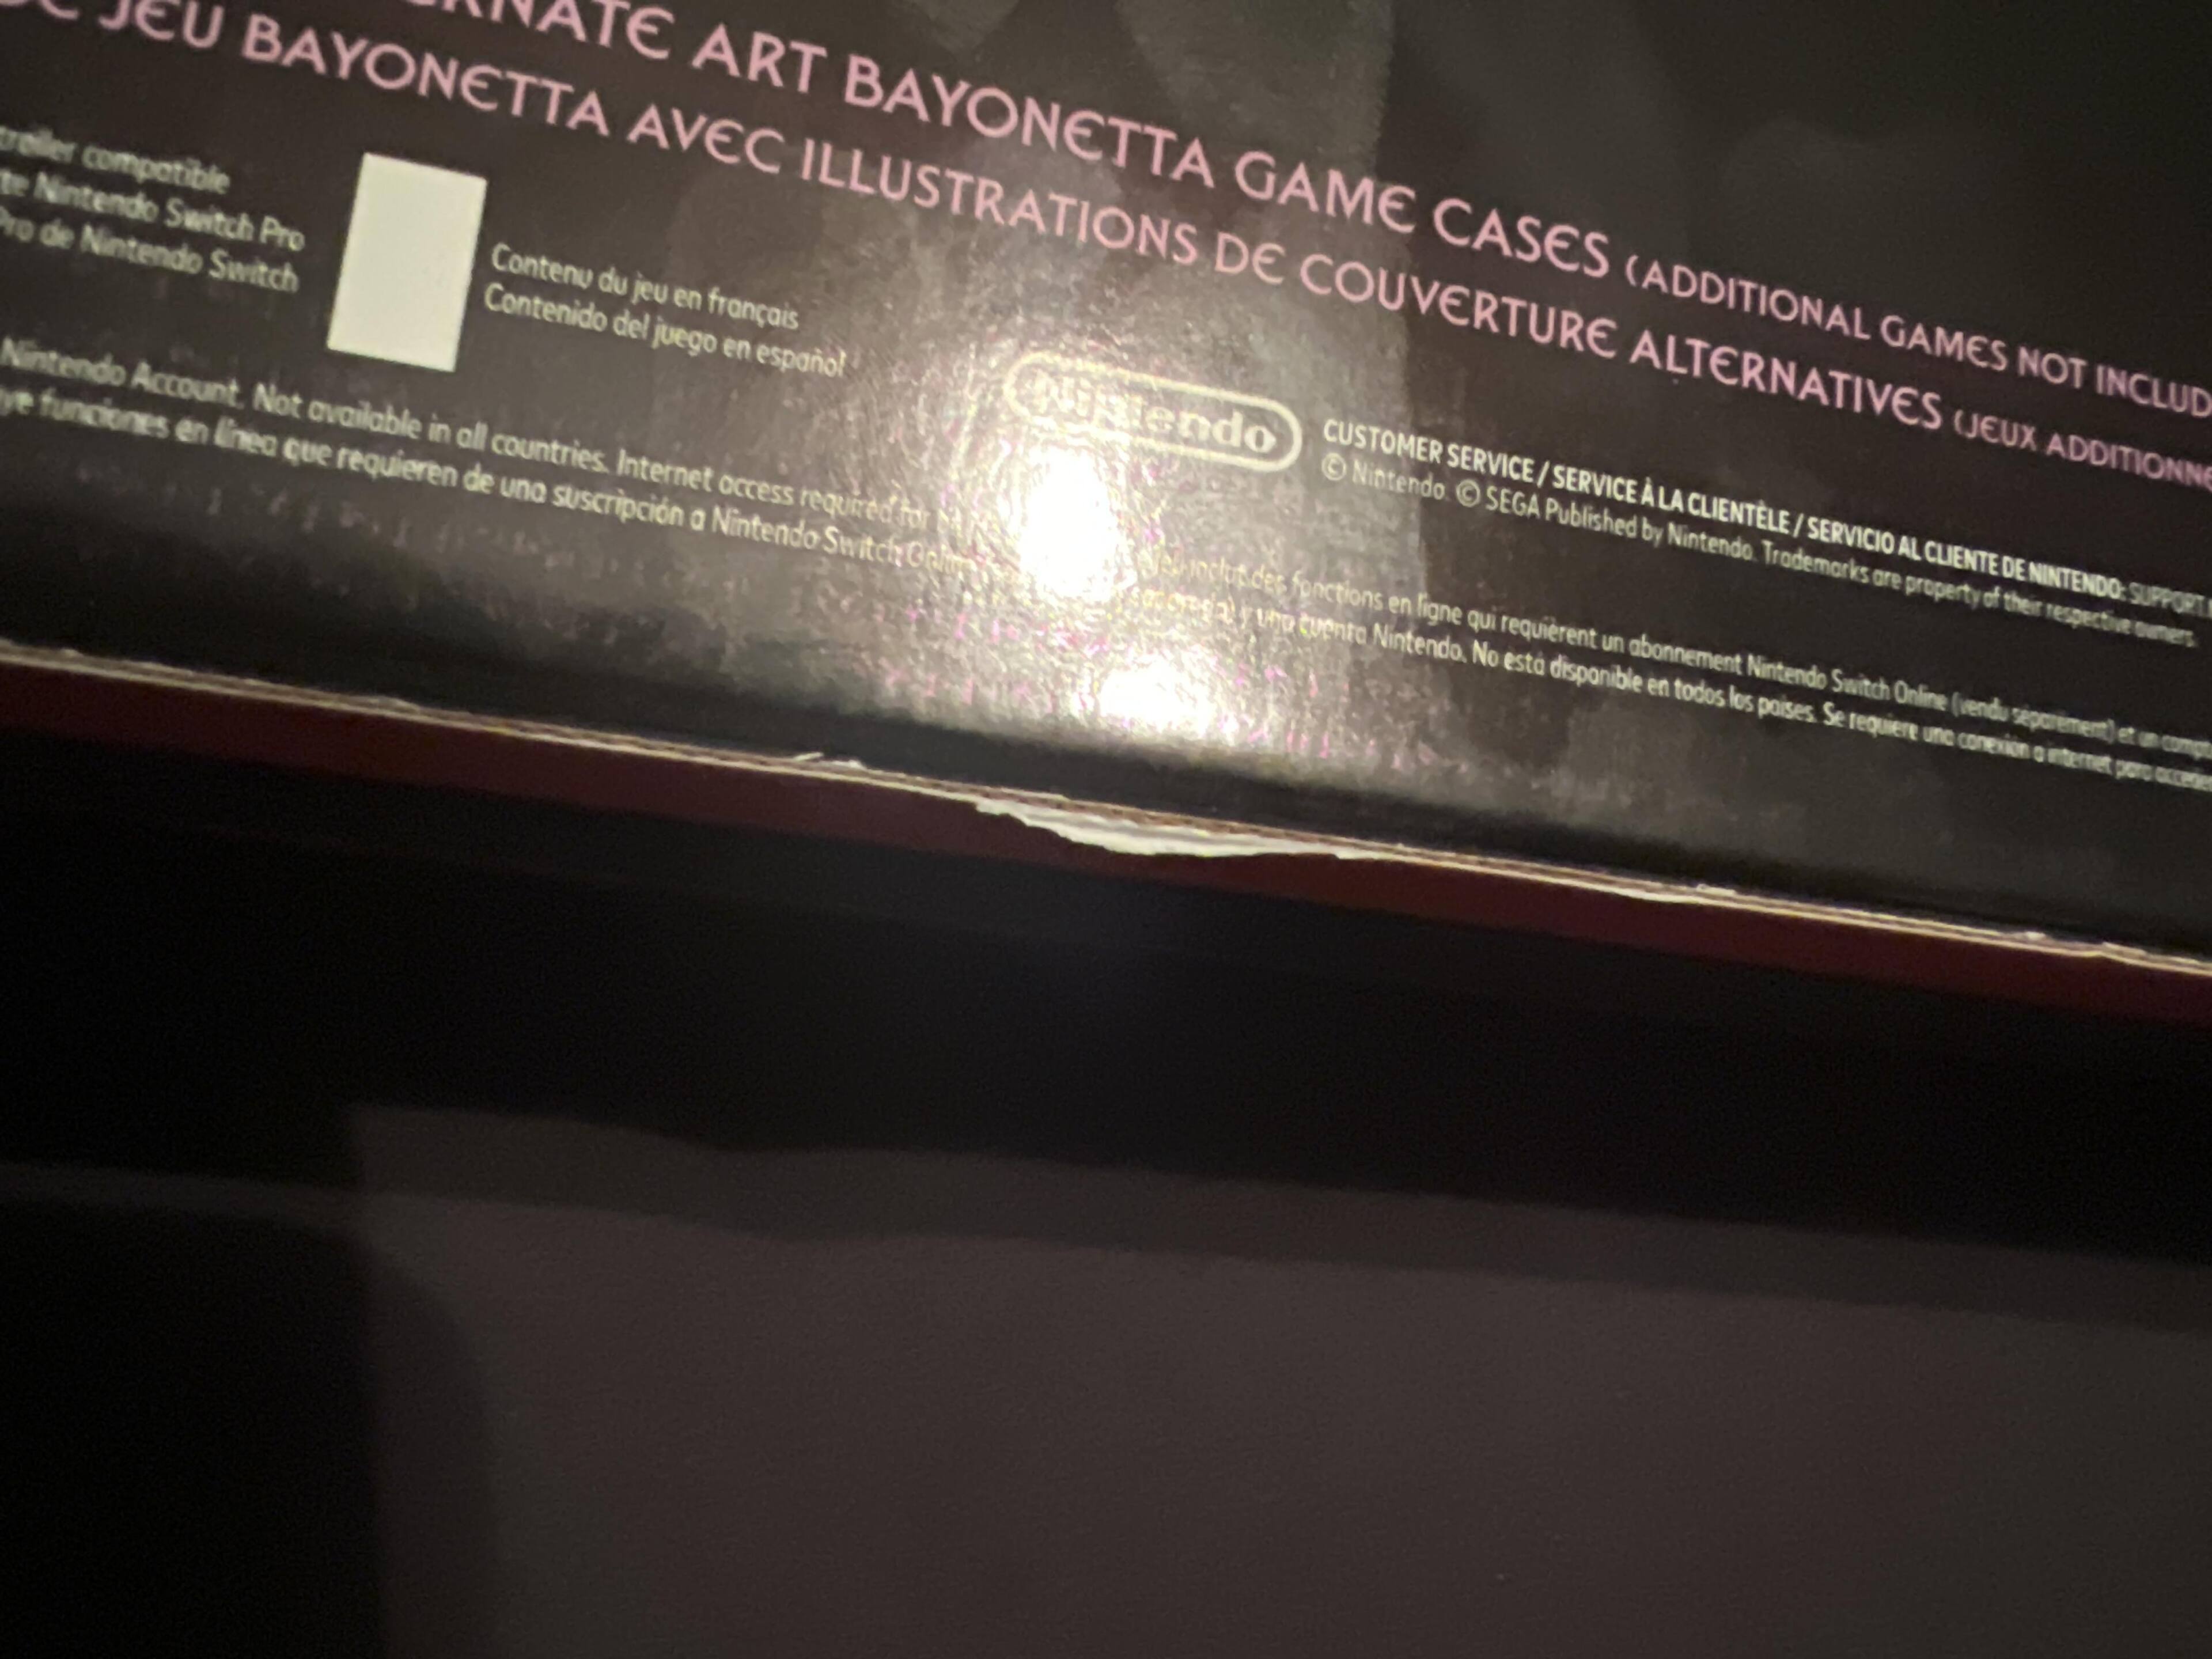 ART BAYONETTA GAME CASES (ADDITIONAL GAMES NOT
JEU BAYONETTA AVEC ILLUSTRATIONS DE COUVERTURE ALTERNATIVES (JEUX
compatible
Nintendo Switch Pro
Pro de Nintendo Switch
Contenu du jeu en français
Contenido del juego en español
Nintendo
CUSTOMER SERVICE / SERVICE À LA CLIENTÈLE / SERVICIO AL CLIENTE DE NINTENDO:
© Nintendo. © SEGA Published by Nintendo. Trademarks are property of their respective owners.
Nintendo Account. Not available in all countries. Internet access required for inclut des fonctions en ligne qui requièrent un abonnement Nintendo Switch Online (vendu séparément) et un
funciones en línea que requieren de una suscripción a Nintendo Switch Online y una cuenta Nintendo. No está disponible en todos los países. Se requiere una conexión a internet para